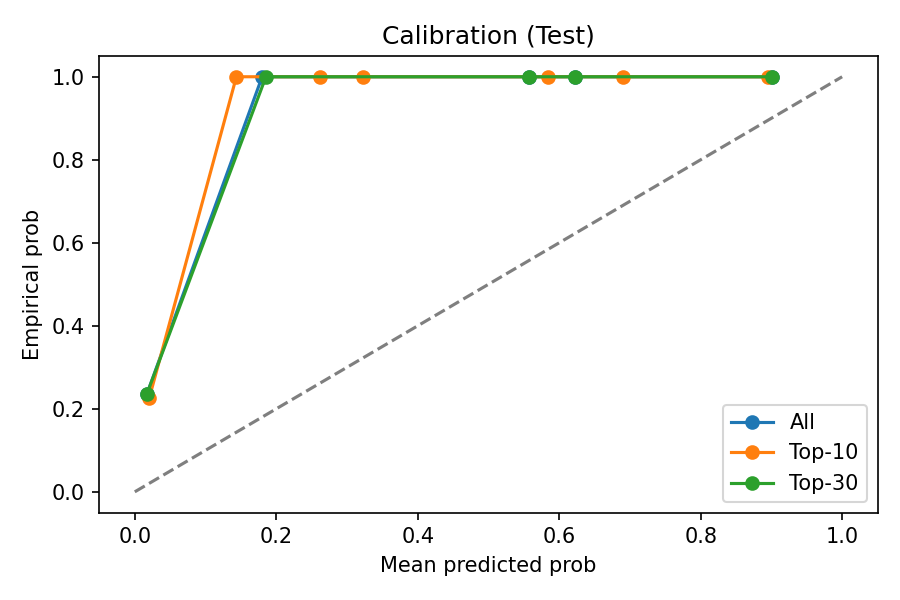 Calibration (Test)
1.0
0.8
0.6
0.4
0.2
0.0
Empirical prob
0.0 0.2 0.4 0.6 0.8 1.0
Mean predicted prob
All
Top-10
Top-30